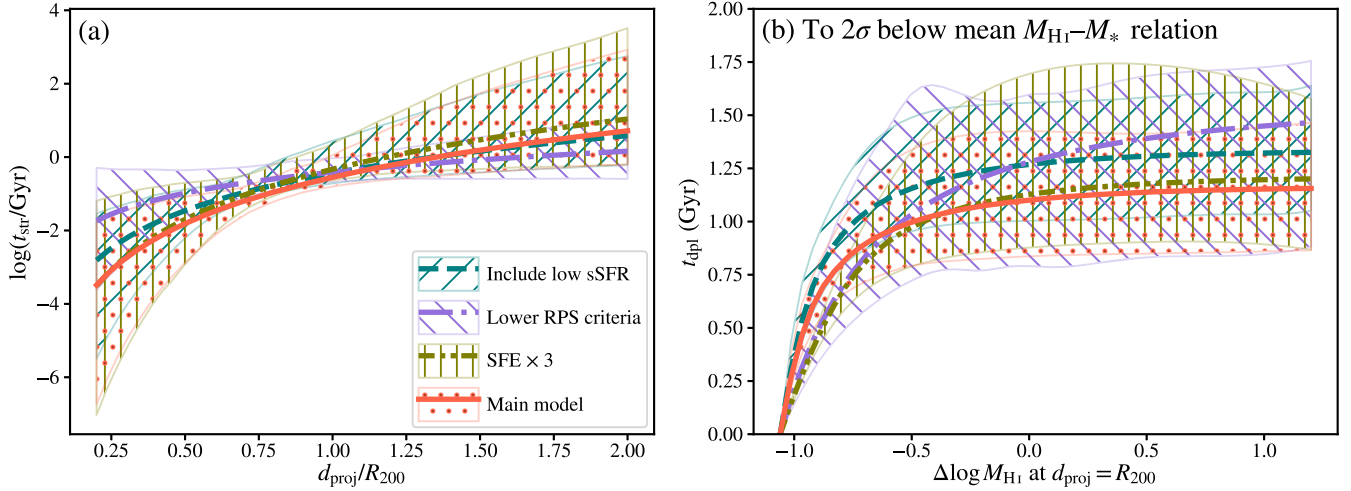 (a)
log(t_str/Gyr)
4
2
0
−2
−4
−6
Include low sSFR
Lower RPS criteria
SFE × 3
Main model
0.25 0.50 0.75 1.00 1.25 1.50 1.75 2.00
d_proj/R_200
(b) To 2σ below mean M_HI–M_* relation
t_dpl (Gyr)
2.00
1.75
1.50
1.25
1.00
0.75
0.50
0.25
0.00
−1.0 −0.5 0.0 0.5 1.0
Δlog M_HI at d_proj = R_200